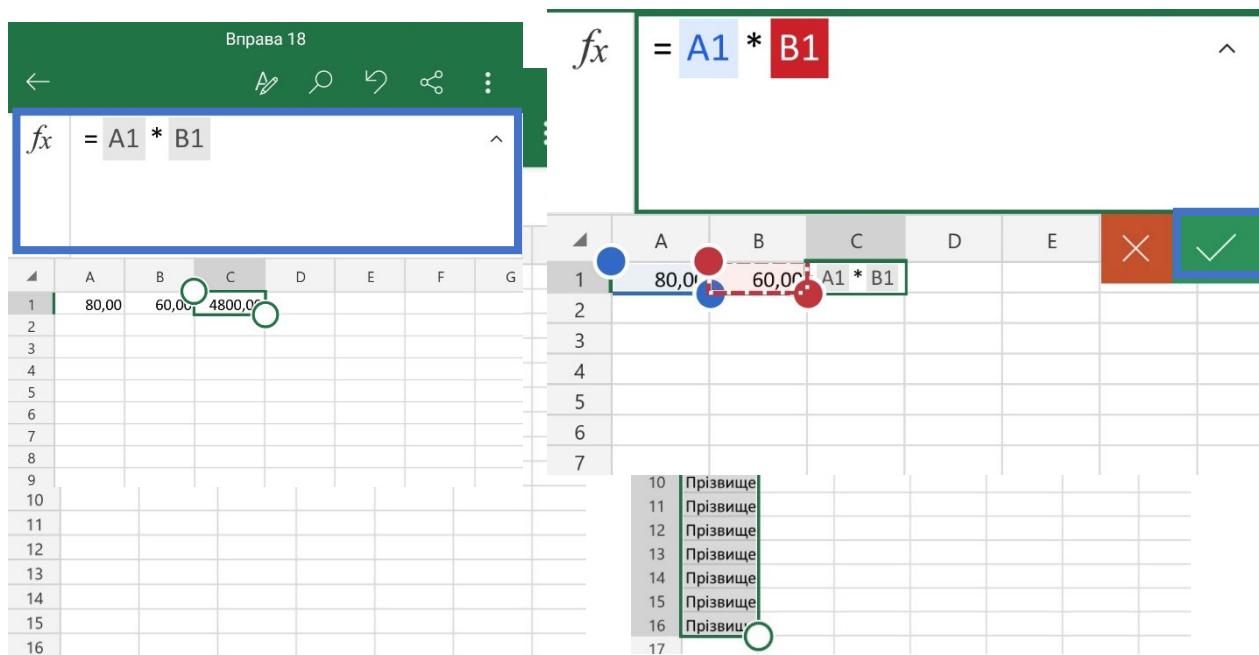 Вправа 18
fx = A1 * B1
A B C D E F G
1 80,00 60,00 4800,00
2
3
4
5
6
7
8
9
10
11
12
13
14
15
16
fx = A1 * B1
A B C D E
1 80,00 60,00 = A1 * B1
2
3
4
5
6
7
10 Прізвище
11 Прізвище
12 Прізвище
13 Прізвище
14 Прізвище
15 Прізвище
16 Прізвище
17